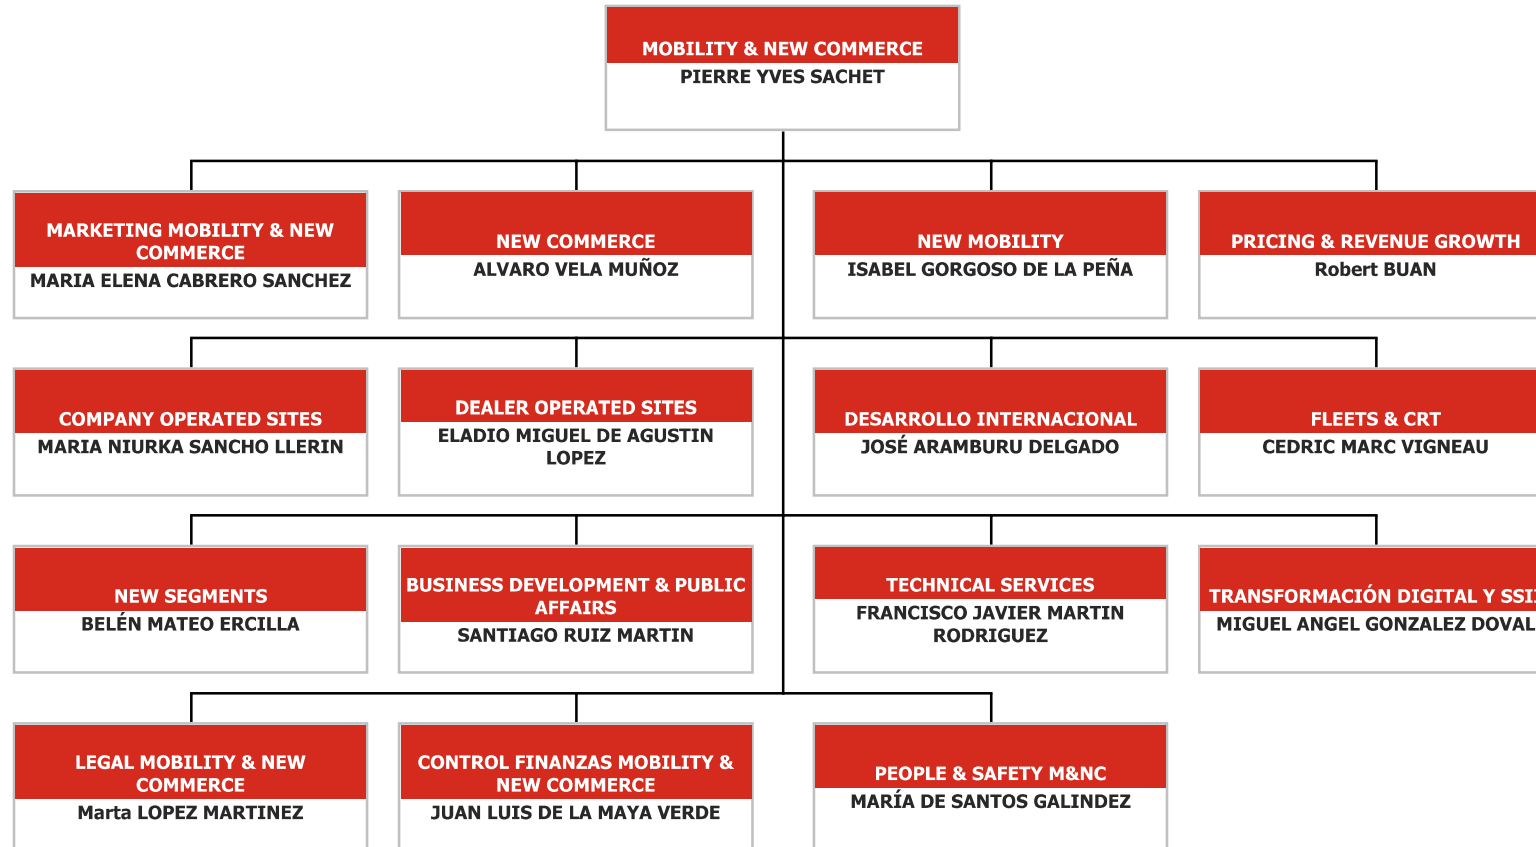 MOBILITY & NEW COMMERCE
PIERRE YVES SACHET
MARKETING MOBILITY & NEW
COMMERCE
MARIA ELENA CABRERO SANCHEZ
NEW COMMERCE
ALVARO VELA MUÑOZ
NEW MOBILITY
ISABEL GORGOSO DE LA PEÑA
PRICING & REVENUE GROWTH
Robert BUAN
COMPANY OPERATED SITES
MARIA NIURKA SANCHO LLERIN
DEALER OPERATED SITES
ELADIO MIGUEL DE AGUSTIN
LOPEZ
DESARROLLO INTERNACIONAL
JOSÉ ARAMBURU DELGADO
FLEETS & CRT
CEDRIC MARC VIGNEAU
NEW SEGMENTS
BELÉN MATEO ERCILLA
BUSINESS DEVELOPMENT & PUBLIC
AFFAIRS
SANTIAGO RUIZ MARTIN
TECHNICAL SERVICES
FRANCISCO JAVIER MARTIN
RODRIGUEZ
TRANSFORMACIÓN DIGITAL Y
MIGUEL ANGEL GONZALEZ DOVAL
LEGAL MOBILITY & NEW
COMMERCE
Marta LOPEZ MARTINEZ
CONTROL FINANZAS MOBILITY &
NEW COMMERCE
JUAN LUIS DE LA MAYA VERDE
PEOPLE & SAFETY M&NC
MARÍA DE SANTOS GALINDEZ